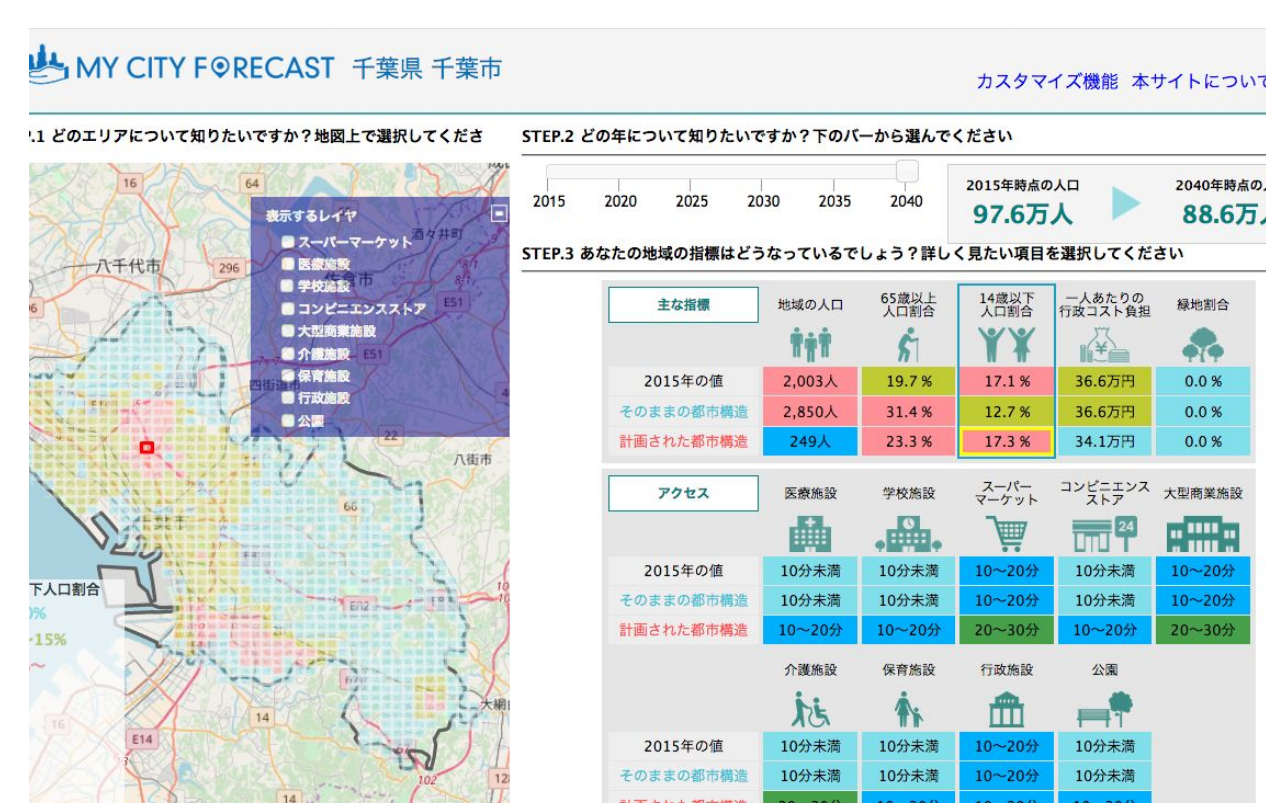 MY CITY FORECAST 千葉県 千葉市
カスタマイズ機能 本サイトについて
.1 どのエリアについて知りたいですか？地図上で選択してくださ
STEP.2 どの年について知りたいですか？下のバーから選んでください
2015 2020 2025 2030 2035 2040
2015年時点の人口
97.6万人
2040年時点の
88.6万
STEP.3 あなたの地域の指標はどうなっているでしょう？詳しく見たい項目を選択してください
16
64
296
八千代市
酒々井町
佐倉市
四街道市
E51
E51
22
八街市
66
E82
14
16
E14
102
14
表示するレイヤ
スーパーマーケット
医療施設
学校施設
コンビニエンスストア
大型商業施設
介護施設
保育施設
行政施設
公園
下人口割合
15%
主な指標 地域の人口 65歳以上人口割合 14歳以下人口割合 一人あたりの行政コスト負担 緑地割合
2015年の値 2,003人 19.7 % 17.1 % 36.6万円 0.0 %
そのままの都市構造 2,850人 31.4 % 12.7 % 36.6万円 0.0 %
計画された都市構造 249人 23.3 % 17.3 % 34.1万円 0.0 %
アクセス 医療施設 学校施設 スーパーマーケット コンビニエンスストア 大型商業施設
24
2015年の値 10分未満 10分未満 10〜20分 10分未満 10〜20分
そのままの都市構造 10分未満 10分未満 10〜20分 10分未満 10〜20分
計画された都市構造 10〜20分 10〜20分 20〜30分 10〜20分 20〜30分
介護施設 保育施設 行政施設 公園
2015年の値 10分未満 10分未満 10〜20分 10分未満
そのままの都市構造 10分未満 10分未満 10〜20分 10分未満